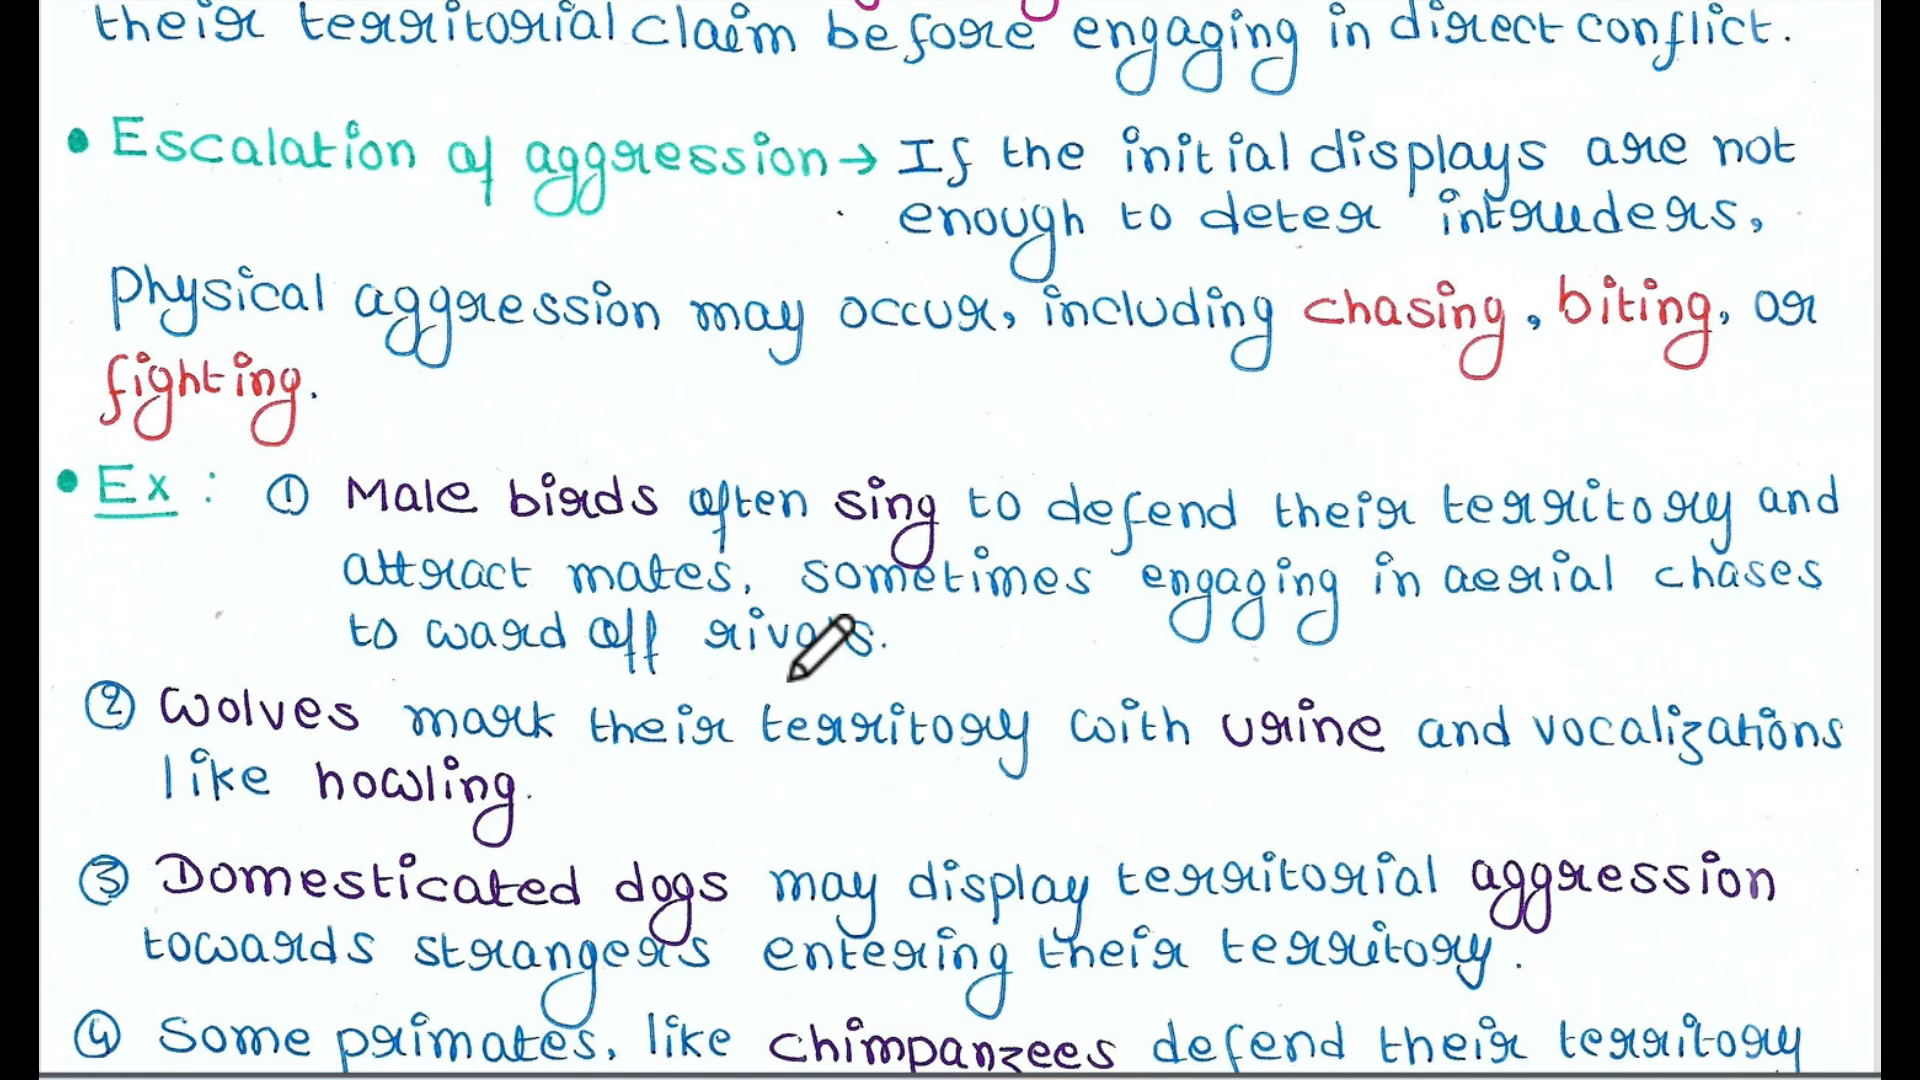 their territorial claim before engaging in direct conflict.
• Escalation of aggression → If the initial displays are not
enough to deter intruders,
Physical aggression may occur, including chasing, biting, or
fighting.
• Ex : ① Male birds often sing to defend their territory and
attract mates, sometimes engaging in aerial chases
to ward off rivals.
② Wolves mark their territory with urine and vocalizations
like howling.
③ Domesticated dogs may display territorial aggression
towards strangers entering their territory.
④ Some primates, like chimpanzees defend their territory